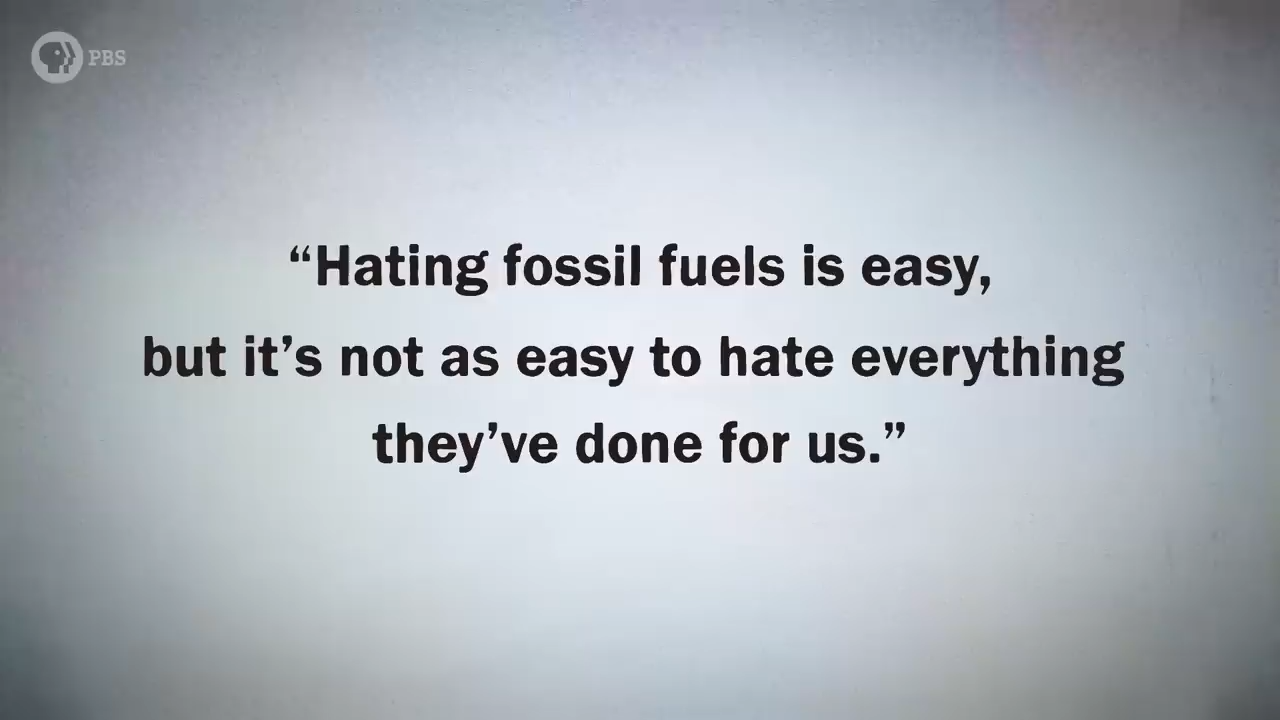 PBS
“Hating fossil fuels is easy,
but it’s not as easy to hate everything
they’ve done for us.”